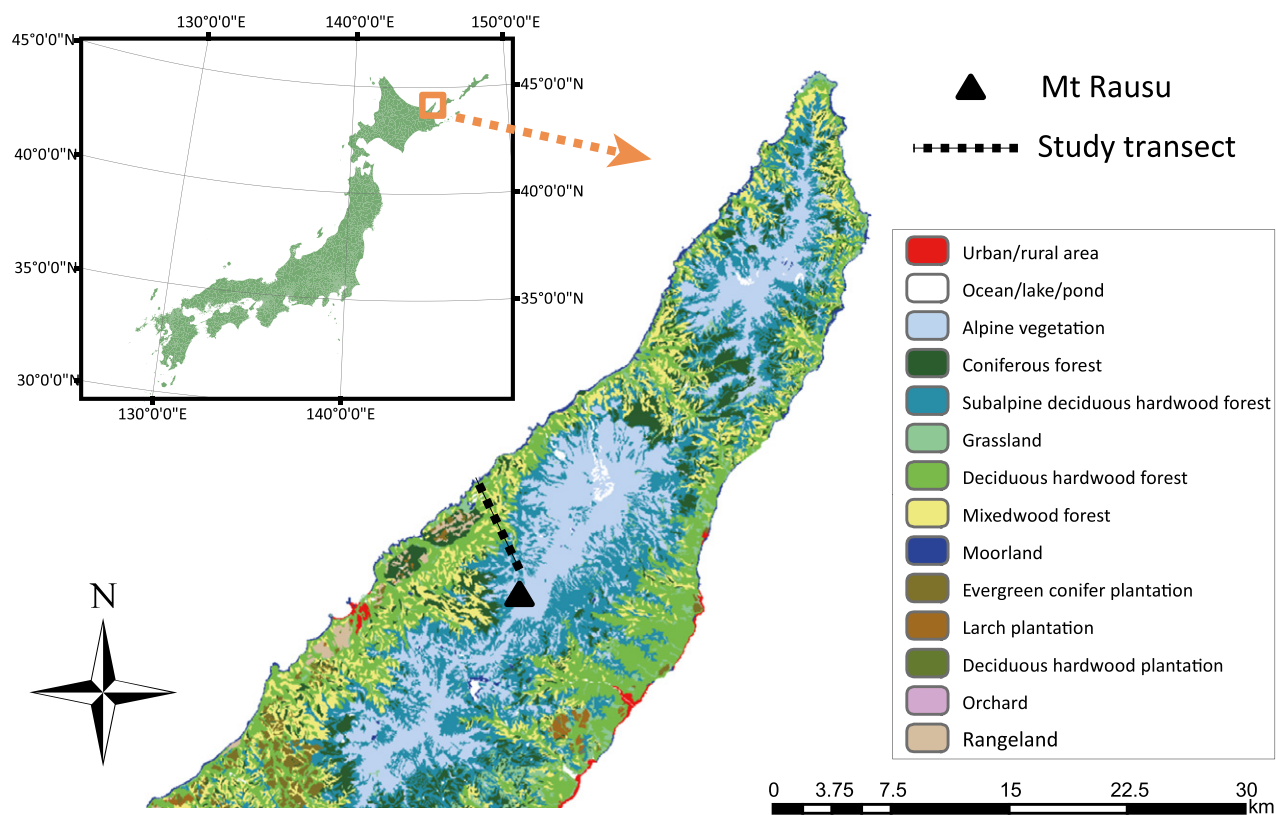 130°0'0"E
140°0'0"E
150°0'0"E
45°0'0"N
45°0'0"N
40°0'0"N
40°0'0"N
35°0'0"N
35°0'0"N
30°0'0"N
130°0'0"E
140°0'0"E
Mt Rausu
Study transect
Urban/rural area
Ocean/lake/pond
Alpine vegetation
Coniferous forest
Subalpine deciduous hardwood forest
Grassland
Deciduous hardwood forest
Mixedwood forest
Moorland
Evergreen conifer plantation
Larch plantation
Deciduous hardwood plantation
Orchard
Rangeland
N
0 3.75 7.5 15 22.5 30
km